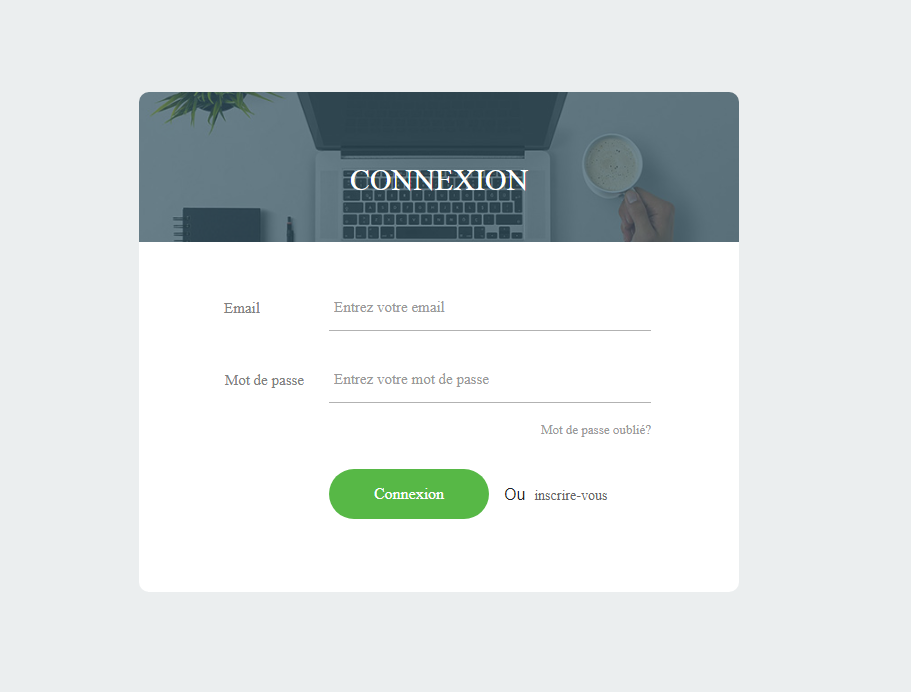 CONNEXION
Email Entrez votre email
Mot de passe Entrez votre mot de passe
Mot de passe oublié?
Connexion Ou inscrire-vous